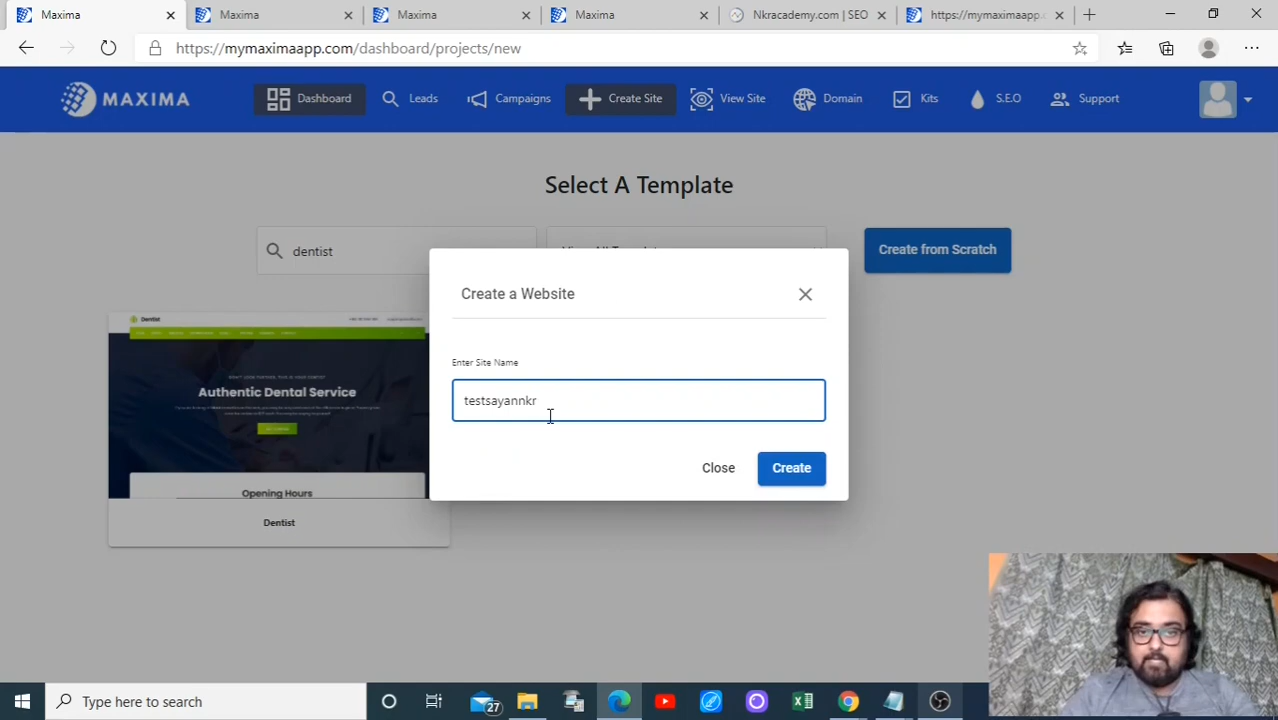 Maxima
Maxima
Maxima
Maxima
Nkracademy.com | SEO
https://mymaximaapp.c
https://mymaximaapp.com/dashboard/projects/new
MAXIMA
Dashboard
Leads
Campaigns
Create Site
View Site
Domain
Kits
S.E.O
Support
Select A Template
dentist
Create from Scratch
Create a Website
Enter Site Name
testsayannkr
Close
Create
Dentist
Authentic Dental Service
Opening Hours
Dentist
Type here to search
27